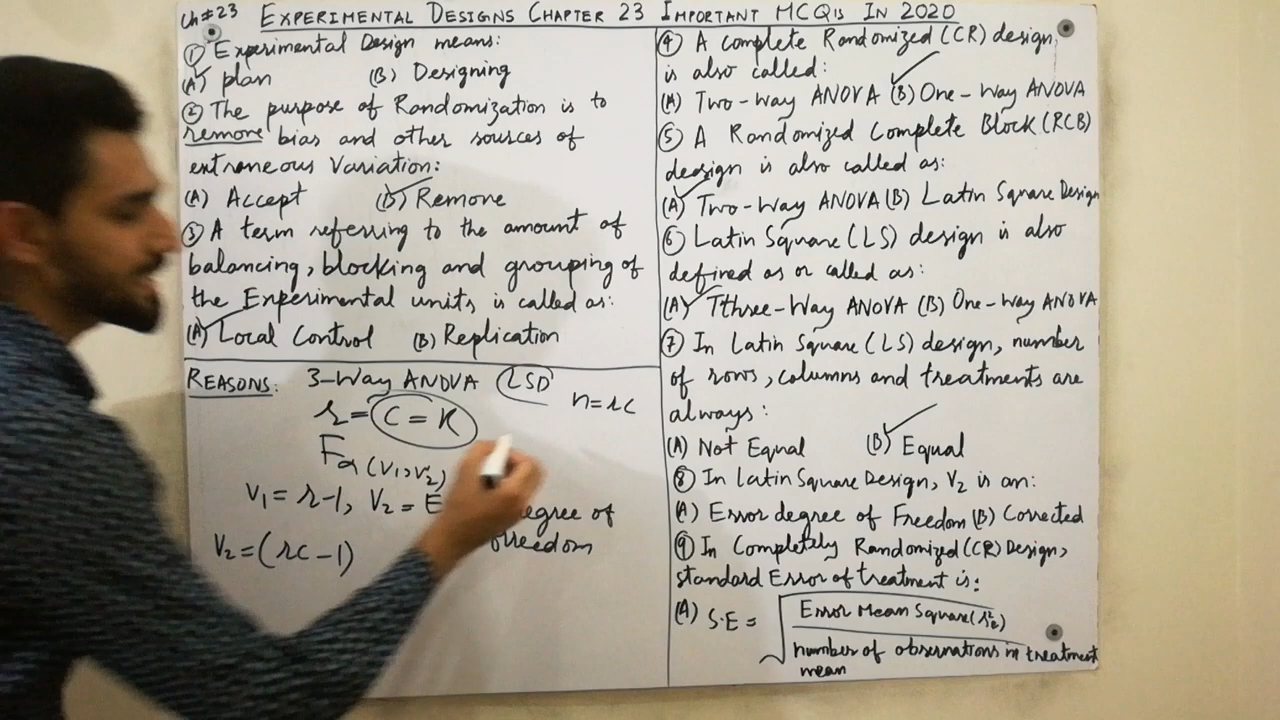 Ch#23 EXPERIMENTAL DESIGNS CHAPTER 23 IMPORTANT MCQ'S IN 2020
① Experimental Design means:
(A) plan (B) Designing
② The purpose of Randomization is to
remove bias and other sources of
extraneous Variation:
(A) Accept (B) Remove
③ A term referring to the amount of
balancing, blocking and grouping of
the Experimental units is called as:
(A) Local Control (B) Replication
REASONS: 3-Way ANOVA LSD
r = C = K n=rc
Fα(V1,V2)
V1 = r-1, V2 = E egree of
freedom
V2 = (rc-1)
④ A complete Randomized (CR) design,
is also called:
(A) Two-Way ANOVA (B) One-Way ANOVA
⑤ A Randomized Complete Block (RCB)
deasign is also called as:
(A) Two-Way ANOVA (B) Latin Square Design
⑥ Latin Square (LS) design is also
defined as or called as:
(A) Tthree-Way ANOVA (B) One-Way ANOVA
⑦ In Latin Square (LS) design, number
of rows, columns and treatments are
always:
(A) Not Equal (B) Equal
⑧ In Latin Square Design, V2 is an:
(A) Error degree of Freedom (B) Corrected
⑨ In Completely Randomized (CR) Design,
standard Error of treatment is:
(A) S.E = Error Mean Square
number of observations in treatment
mean